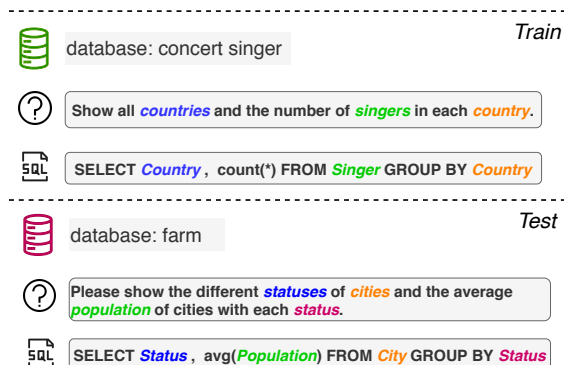 Train
database: concert singer
Show all countries and the number of singers in each country.
SQL
SELECT Country , count(*) FROM Singer GROUP BY Country
Test
database: farm
Please show the different statuses of cities and the average
population of cities with each status.
SQL
SELECT Status , avg(Population) FROM City GROUP BY Status